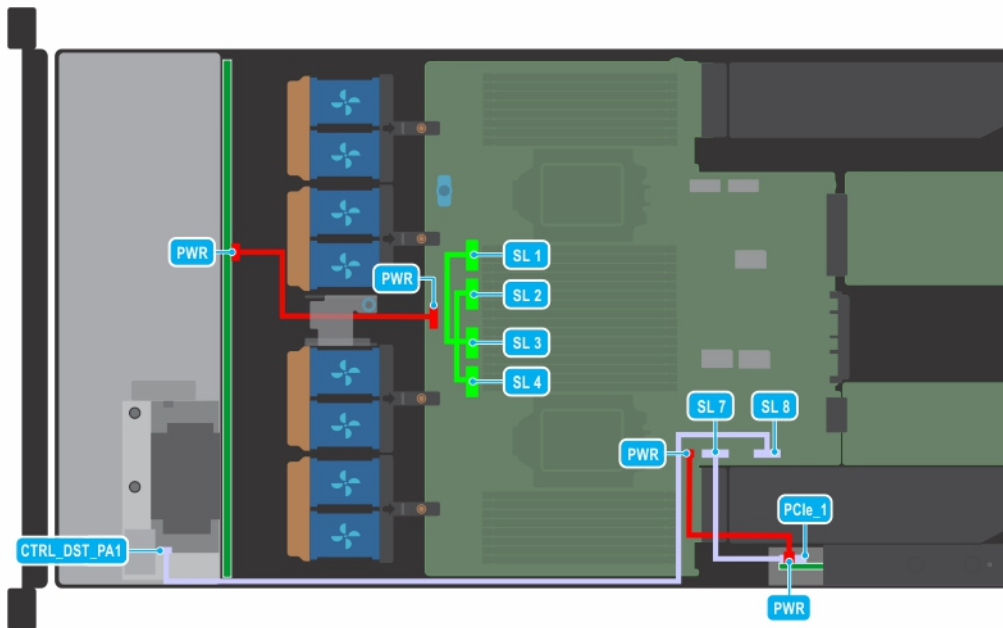 PWR
SL 1
PWR
SL 2
SL 3
SL 4
SL 7
SL 8
PWR
PCIe_1
CTRL_DST_PA1
PWR